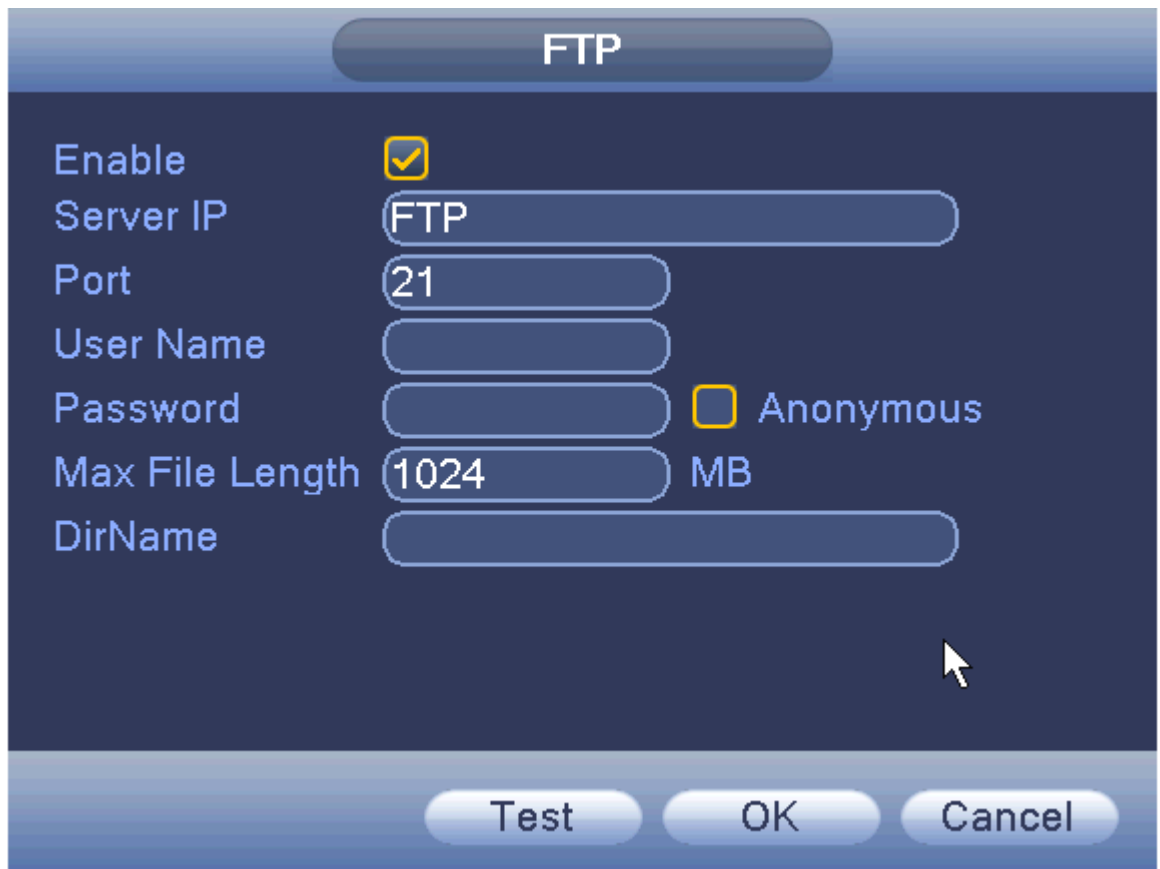 FTP
Enable
Server IP FTP
Port 21
User Name
Password Anonymous
Max File Length 1024 MB
DirName
Test OK Cancel